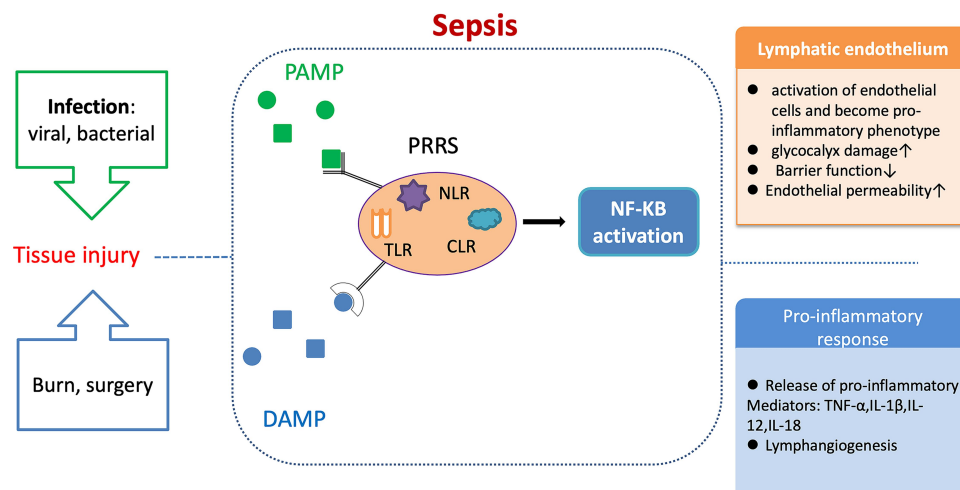 Sepsis
PAMP
Infection:
viral, bacterial
Tissue injury
Burn, surgery
PRRS
NLR
TLR
CLR
DAMP
NF-KB
activation
Lymphatic endothelium
● activation of endothelial
cells and become pro-
inflammatory phenotype
● glycocalyx damage↑
● Barrier function↓
● Endothelial permeability↑
Pro-inflammatory
response
● Release of pro-inflammatory
Mediators: TNF-α,IL-1β,IL-
12,IL-18
● Lymphangiogenesis